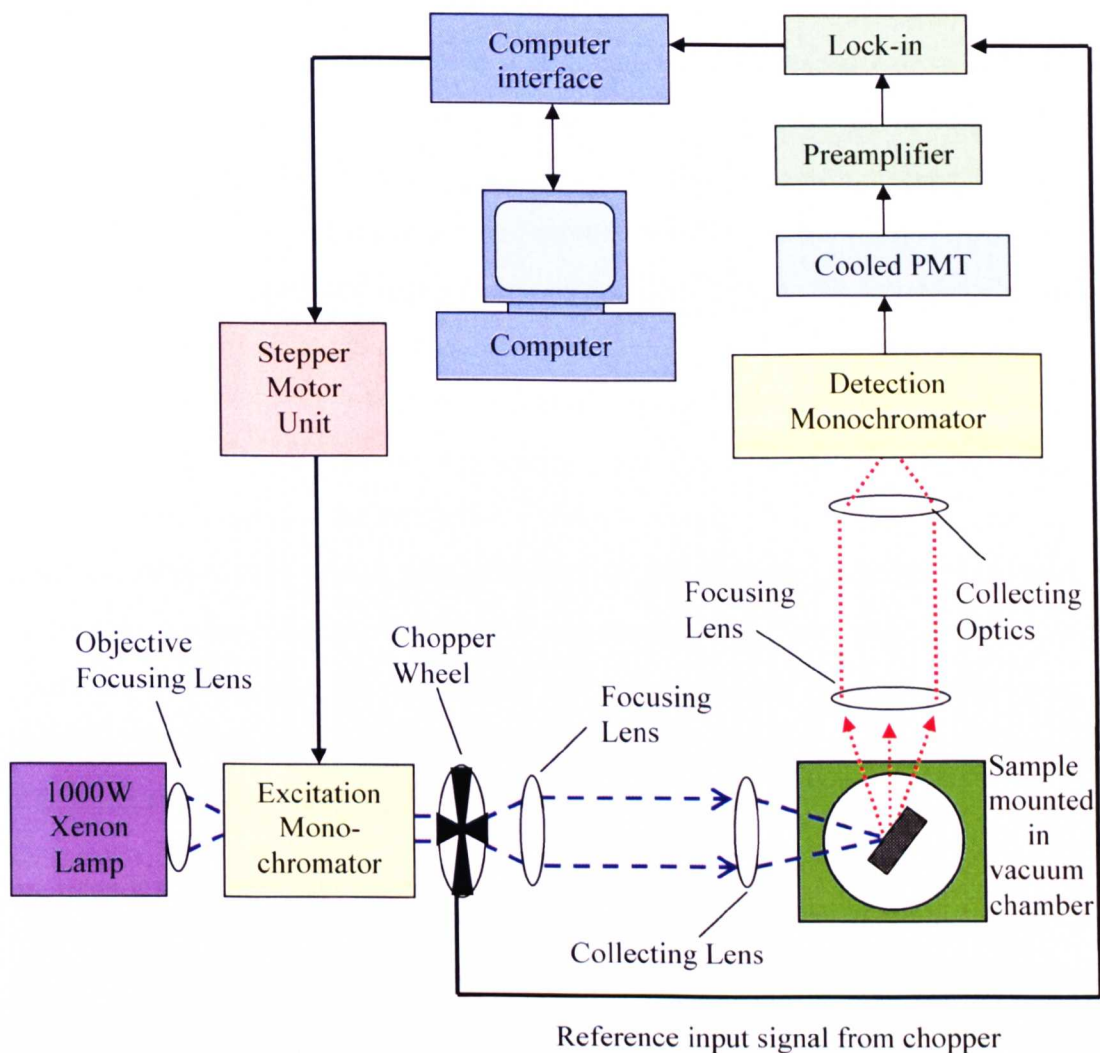 Computer
interface
Lock-in
Preamplifier
Cooled PMT
Computer
Stepper
Motor
Unit
Detection
Monochromator
Focusing
Lens
Collecting
Optics
Objective
Focusing Lens
Chopper
Wheel
Focusing
Lens
1000W
Xenon
Lamp
Excitation
Mono-
chromator
Sample
mounted
in
vacuum
chamber
Collecting Lens
Reference input signal from chopper